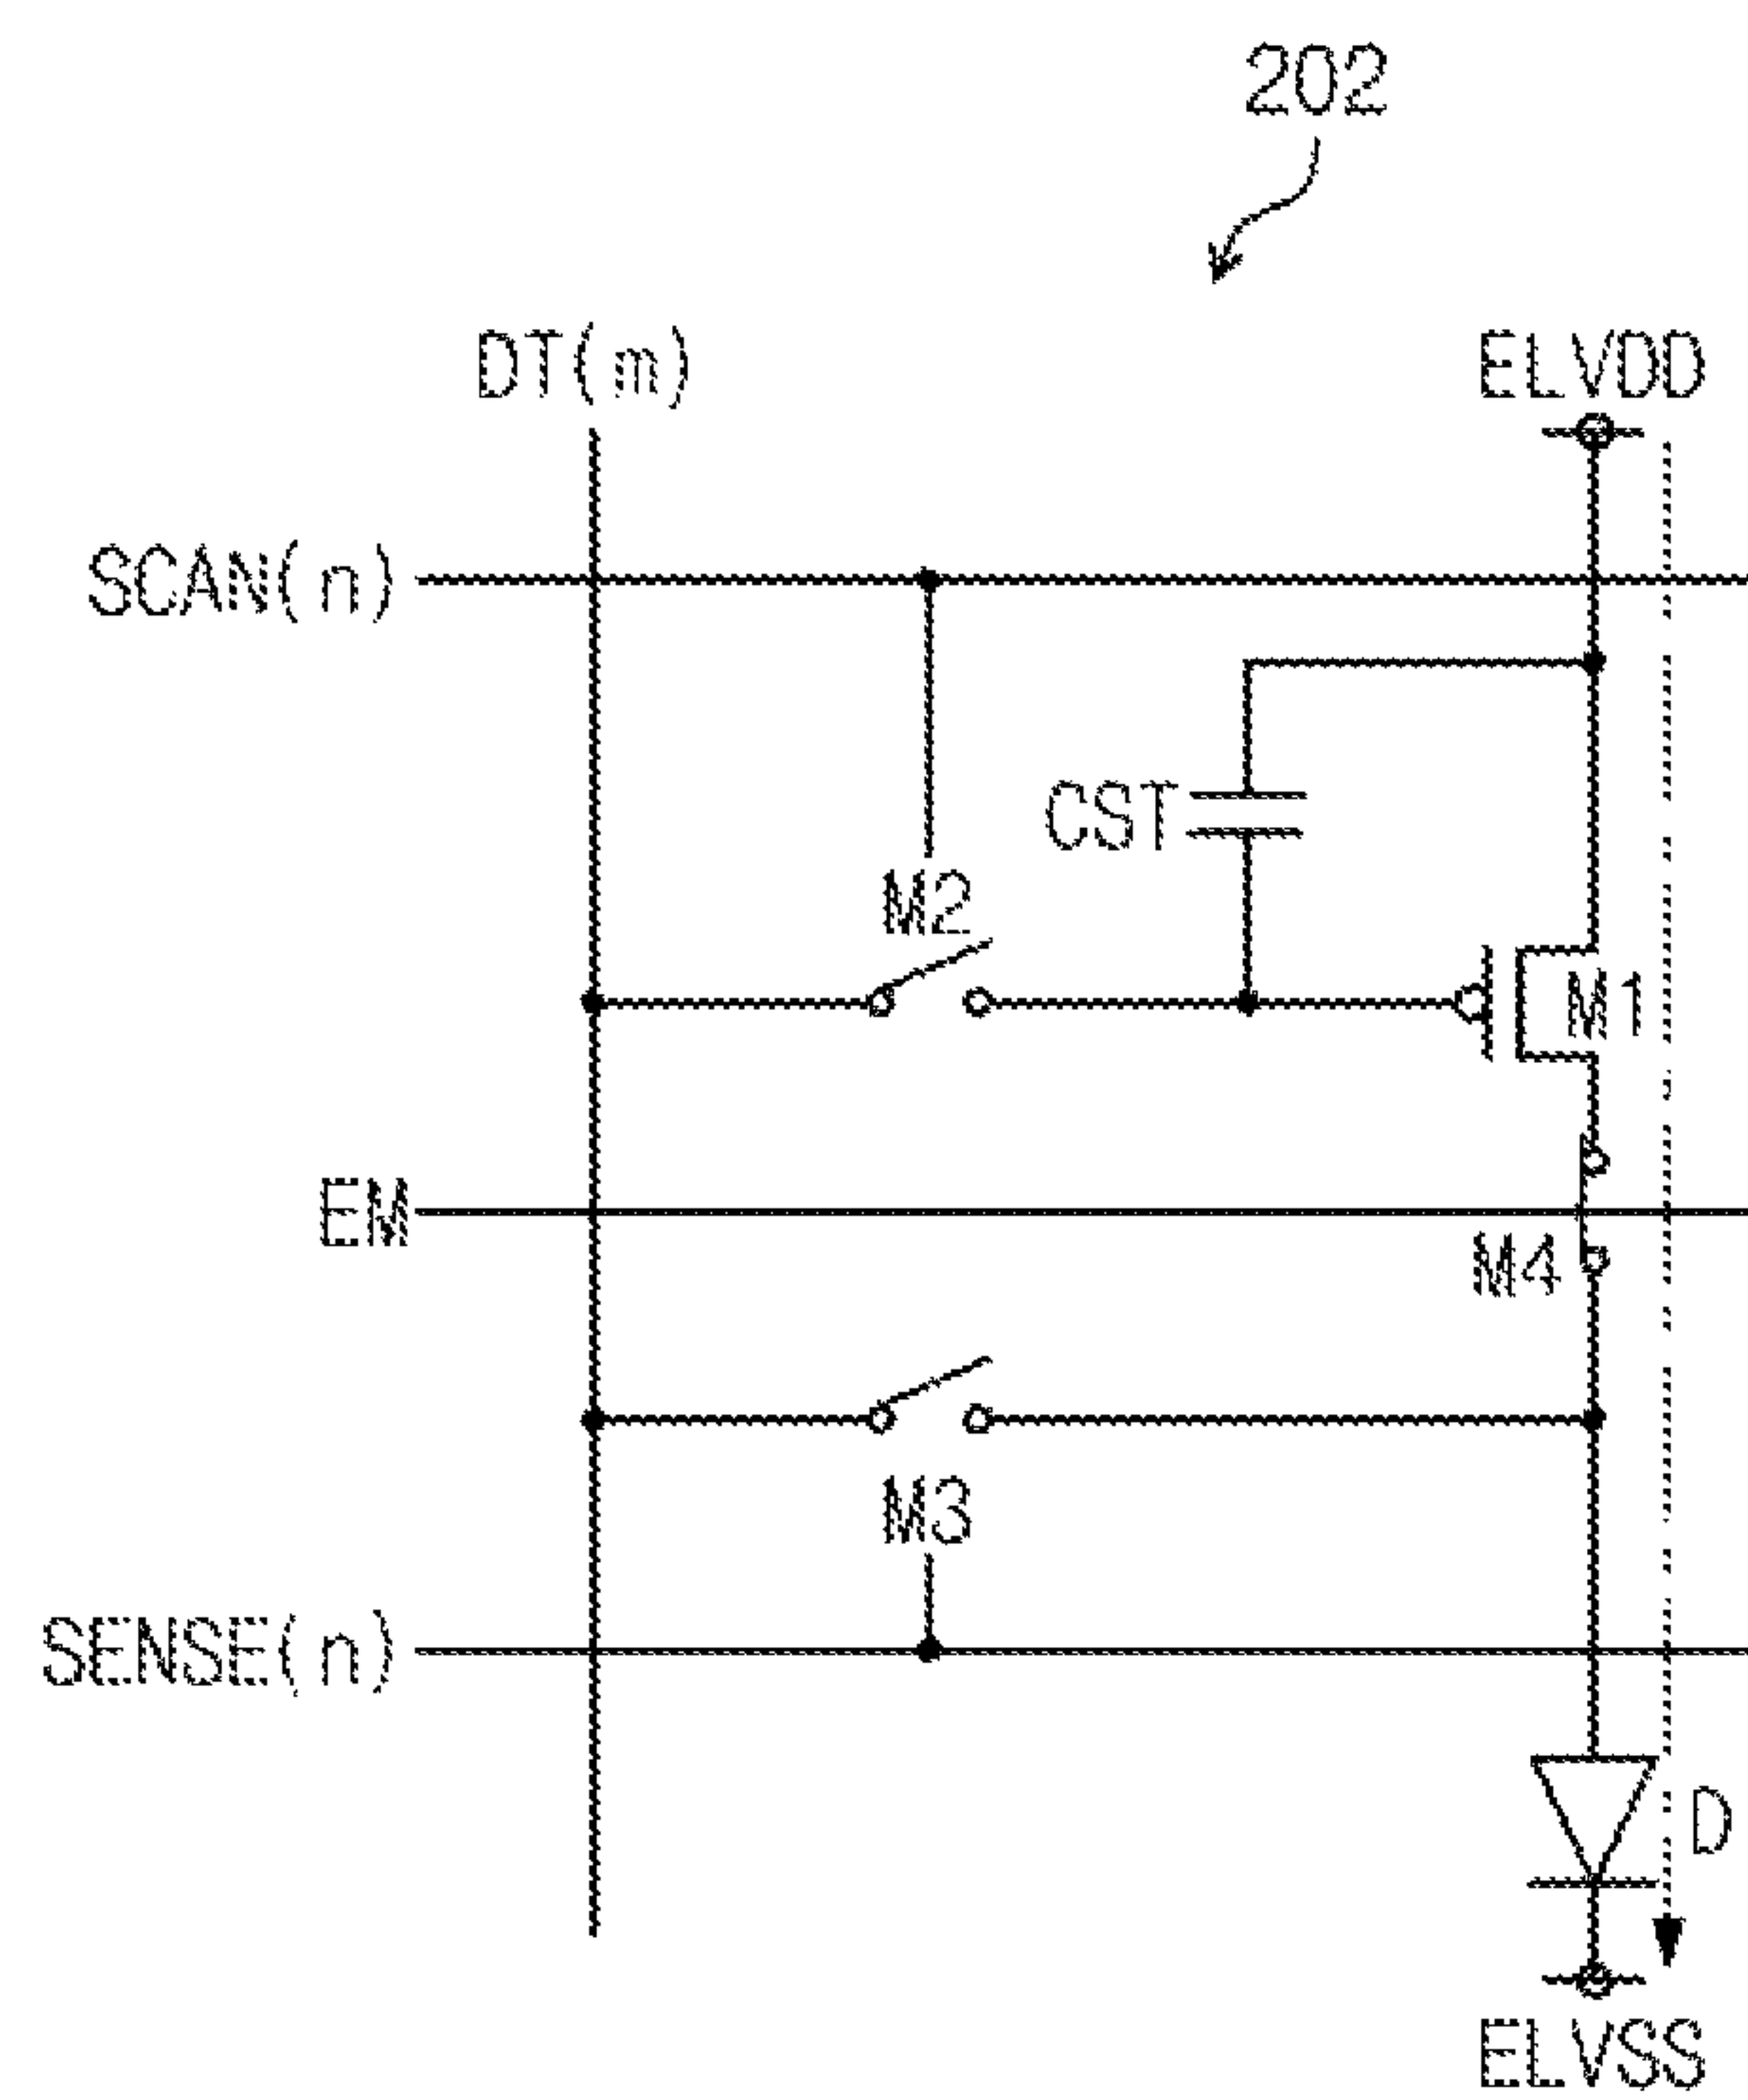 202
DT(m)
ELVDD
SCAN(n)
CST
M2
M1
EM
M4
M3
SENSE(n)
D
ELVSS